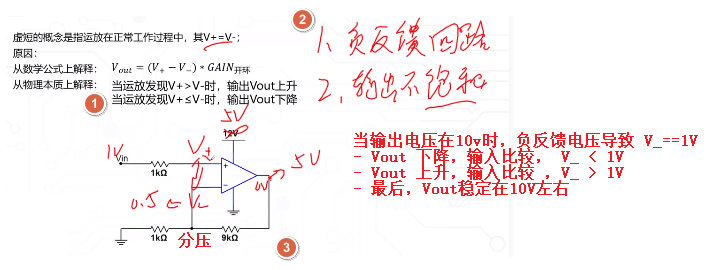 虚短的概念是指运放在正常工作过程中，其V+=V-；
原因：
从数学公式上解释： Vout = (V+ − V−) * GAIN开环
从物理本质上解释： 当运放发现V+>V-时，输出Vout上升
当运放发现V+≤V-时，输出Vout下降
1
2
1、负反馈回路
2、输出不饱和
5V
12V
1V
Vin
1kΩ
V+
+
-
5V
0V
0.5 ← V-
1kΩ
分压
9kΩ
3
当输出电压在10v时，负反馈电压导致 V_==1V
- Vout 下降，输入比较， V_ < 1V
- Vout 上升，输入比较 ，V_ > 1V
- 最后，Vout稳定在10V左右